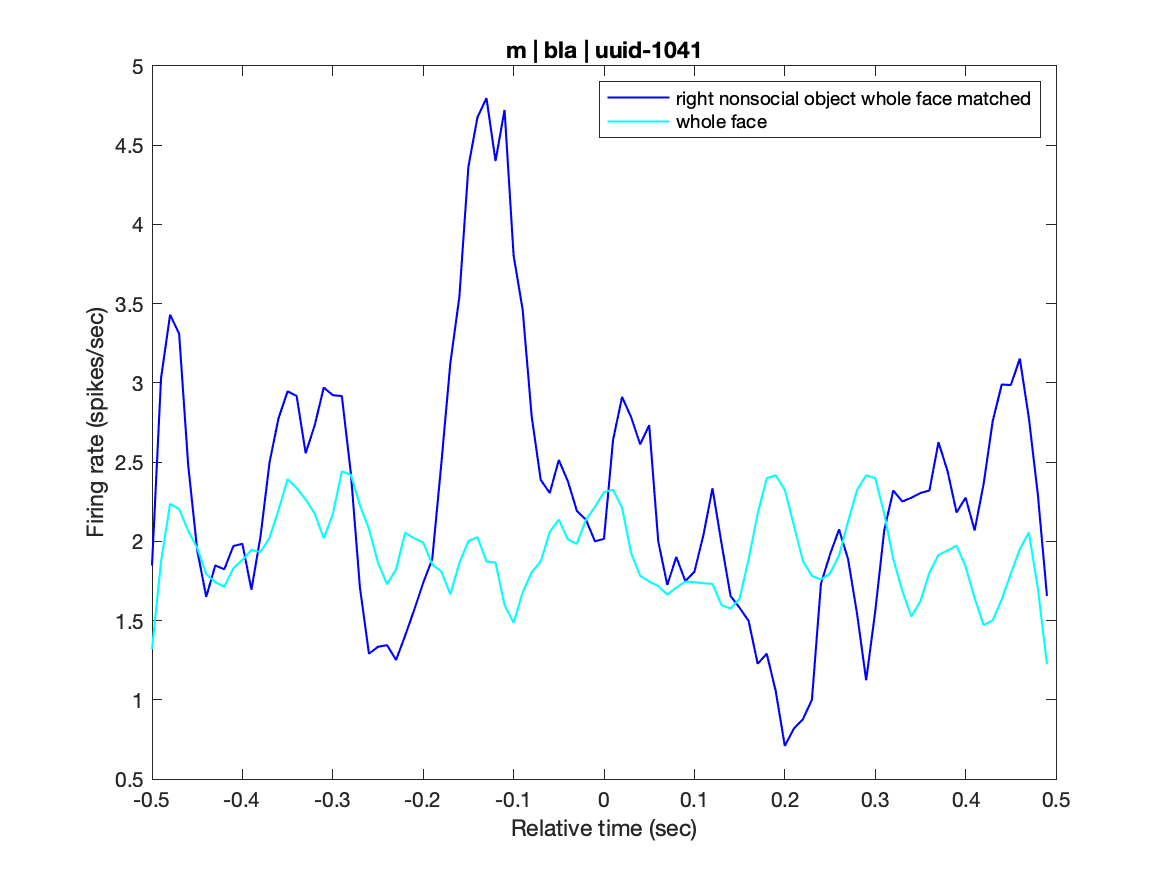 m | bla | uuid-1041
right nonsocial object whole face matched
whole face
5
4.5
4
3.5
3
2.5
2
1.5
1
0.5
Firing rate (spikes/sec)
-0.5 -0.4 -0.3 -0.2 -0.1 0 0.1 0.2 0.3 0.4 0.5
Relative time (sec)